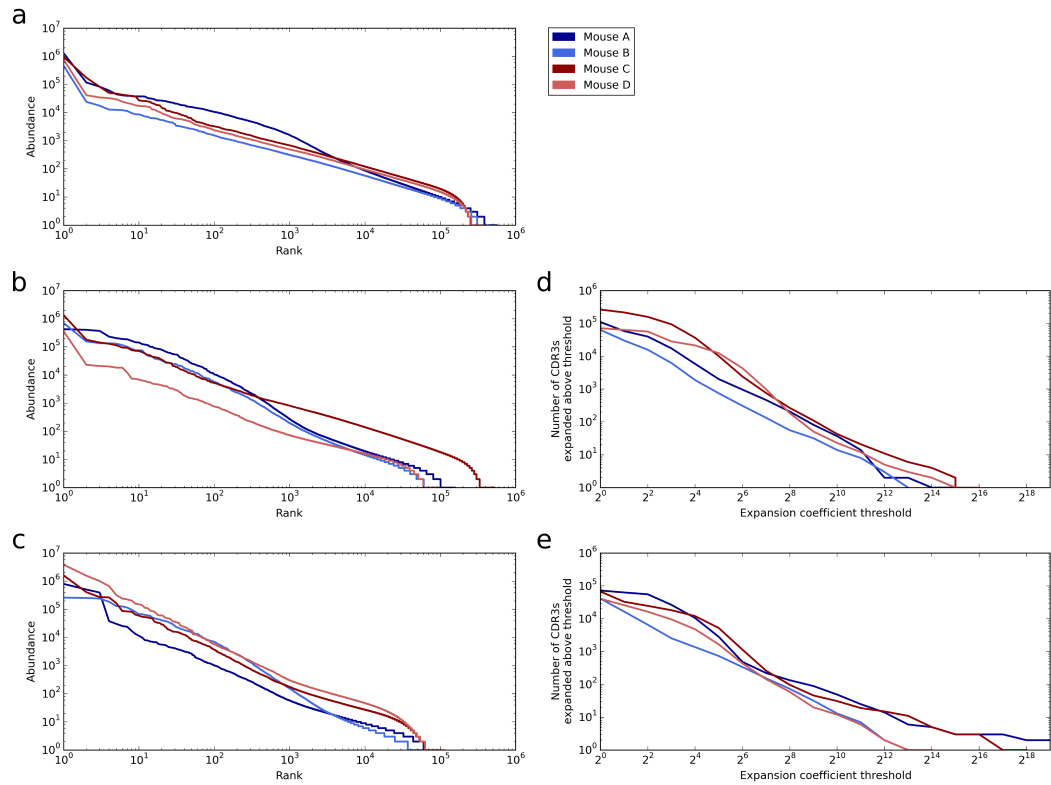 a
10^7
10^6
10^5
10^4
10^3
10^2
10^1
10^0
Abundance
10^0 10^1 10^2 10^3 10^4 10^5 10^6
Rank
Mouse A
Mouse B
Mouse C
Mouse D
b
10^7
10^6
10^5
10^4
10^3
10^2
10^1
10^0
Abundance
10^0 10^1 10^2 10^3 10^4 10^5 10^6
Rank
d
10^6
10^5
10^4
10^3
10^2
10^1
10^0
Number of CDR3s
expanded above threshold
2^0 2^2 2^4 2^6 2^8 2^10 2^12 2^14 2^16 2^18
Expansion coefficient threshold
c
10^7
10^6
10^5
10^4
10^3
10^2
10^1
10^0
Abundance
10^0 10^1 10^2 10^3 10^4 10^5 10^6
Rank
e
10^6
10^5
10^4
10^3
10^2
10^1
10^0
Number of CDR3s
expanded above threshold
2^0 2^2 2^4 2^6 2^8 2^10 2^12 2^14 2^16 2^18
Expansion coefficient threshold